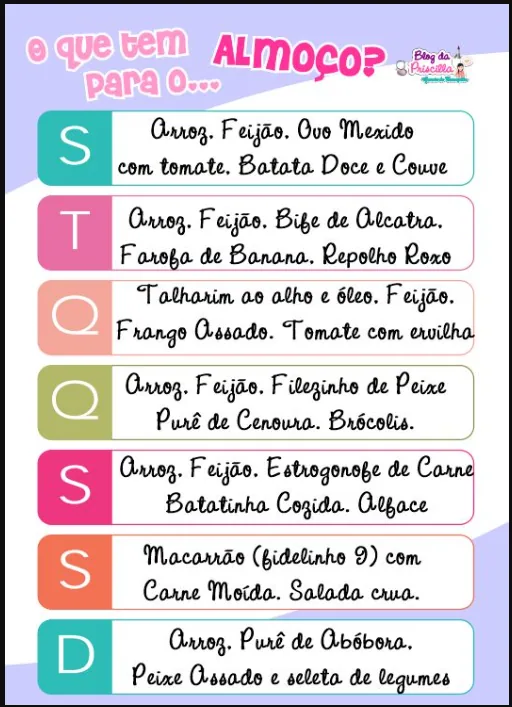 O que tem
para o...
ALMOÇO?
Blog da
Priscilla
S
Arroz. Feijão. Ovo Mexido
com tomate. Batata Doce e Couve
T
Arroz. Feijão. Bife de Alcatra.
Farofa de Banana. Repolho Roxo
Q
Talharim ao alho e óleo. Feijão.
Frango Assado. Tomate com ervilha
Q
Arroz. Feijão. Filezinho de Peixe
Purê de Cenoura. Brócolis.
S
Arroz. Feijão. Estrogonofe de Carne
Batatinha Cozida. Alface
S
Macarrão (fidelinho 9) com
Carne Moída. Salada crua.
D
Arroz. Purê de Abóbora.
Peixe Assado e seleta de legumes